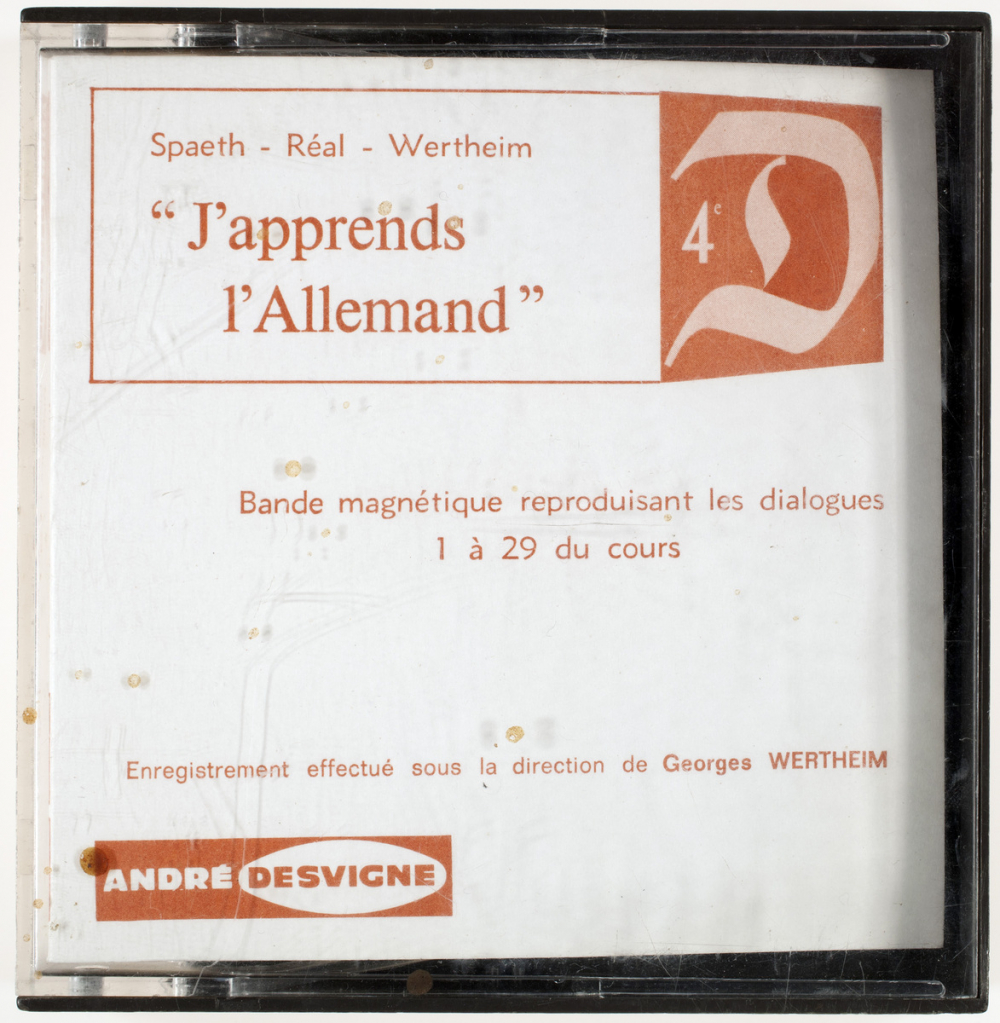 Spaeth - Réal - Wertheim
“ J’apprends
l’Allemand ”
4e D
Bande magnétique reproduisant les dialogues
1 à 29 du cours
Enregistrement effectué sous la direction de Georges WERTHEIM
ANDRÉ DESVIGNE